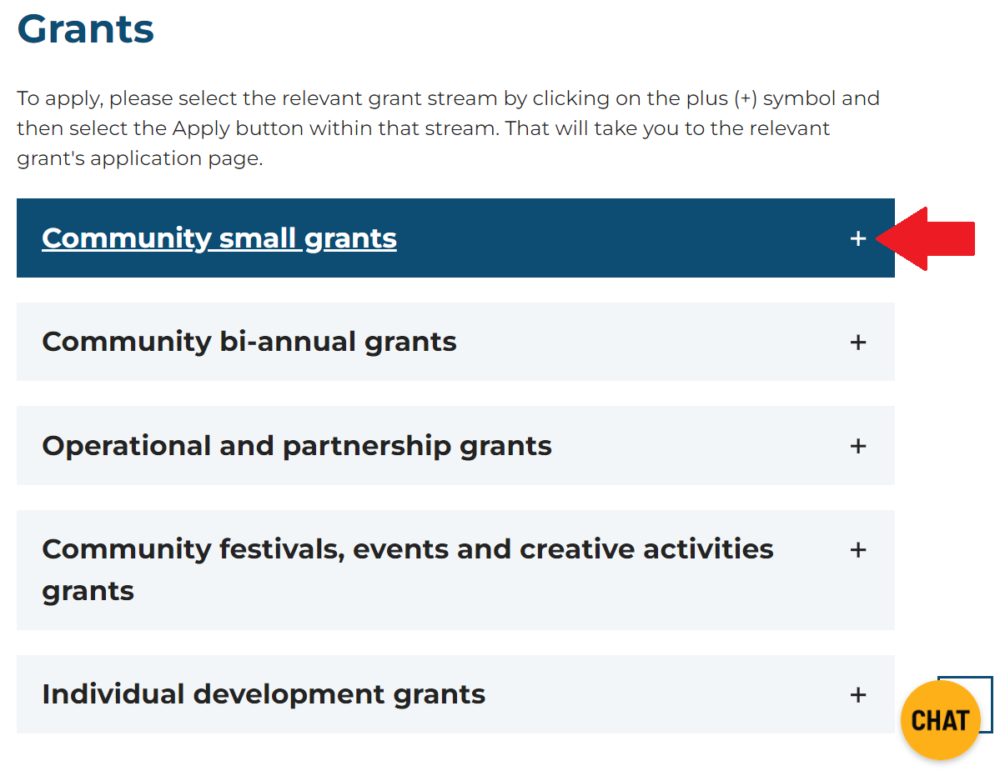 Grants
To apply, please select the relevant grant stream by clicking on the plus (+) symbol and
then select the Apply button within that stream. That will take you to the relevant
grant's application page.
Community small grants +
Community bi-annual grants +
Operational and partnership grants +
Community festivals, events and creative activities +
grants
Individual development grants +
CHAT